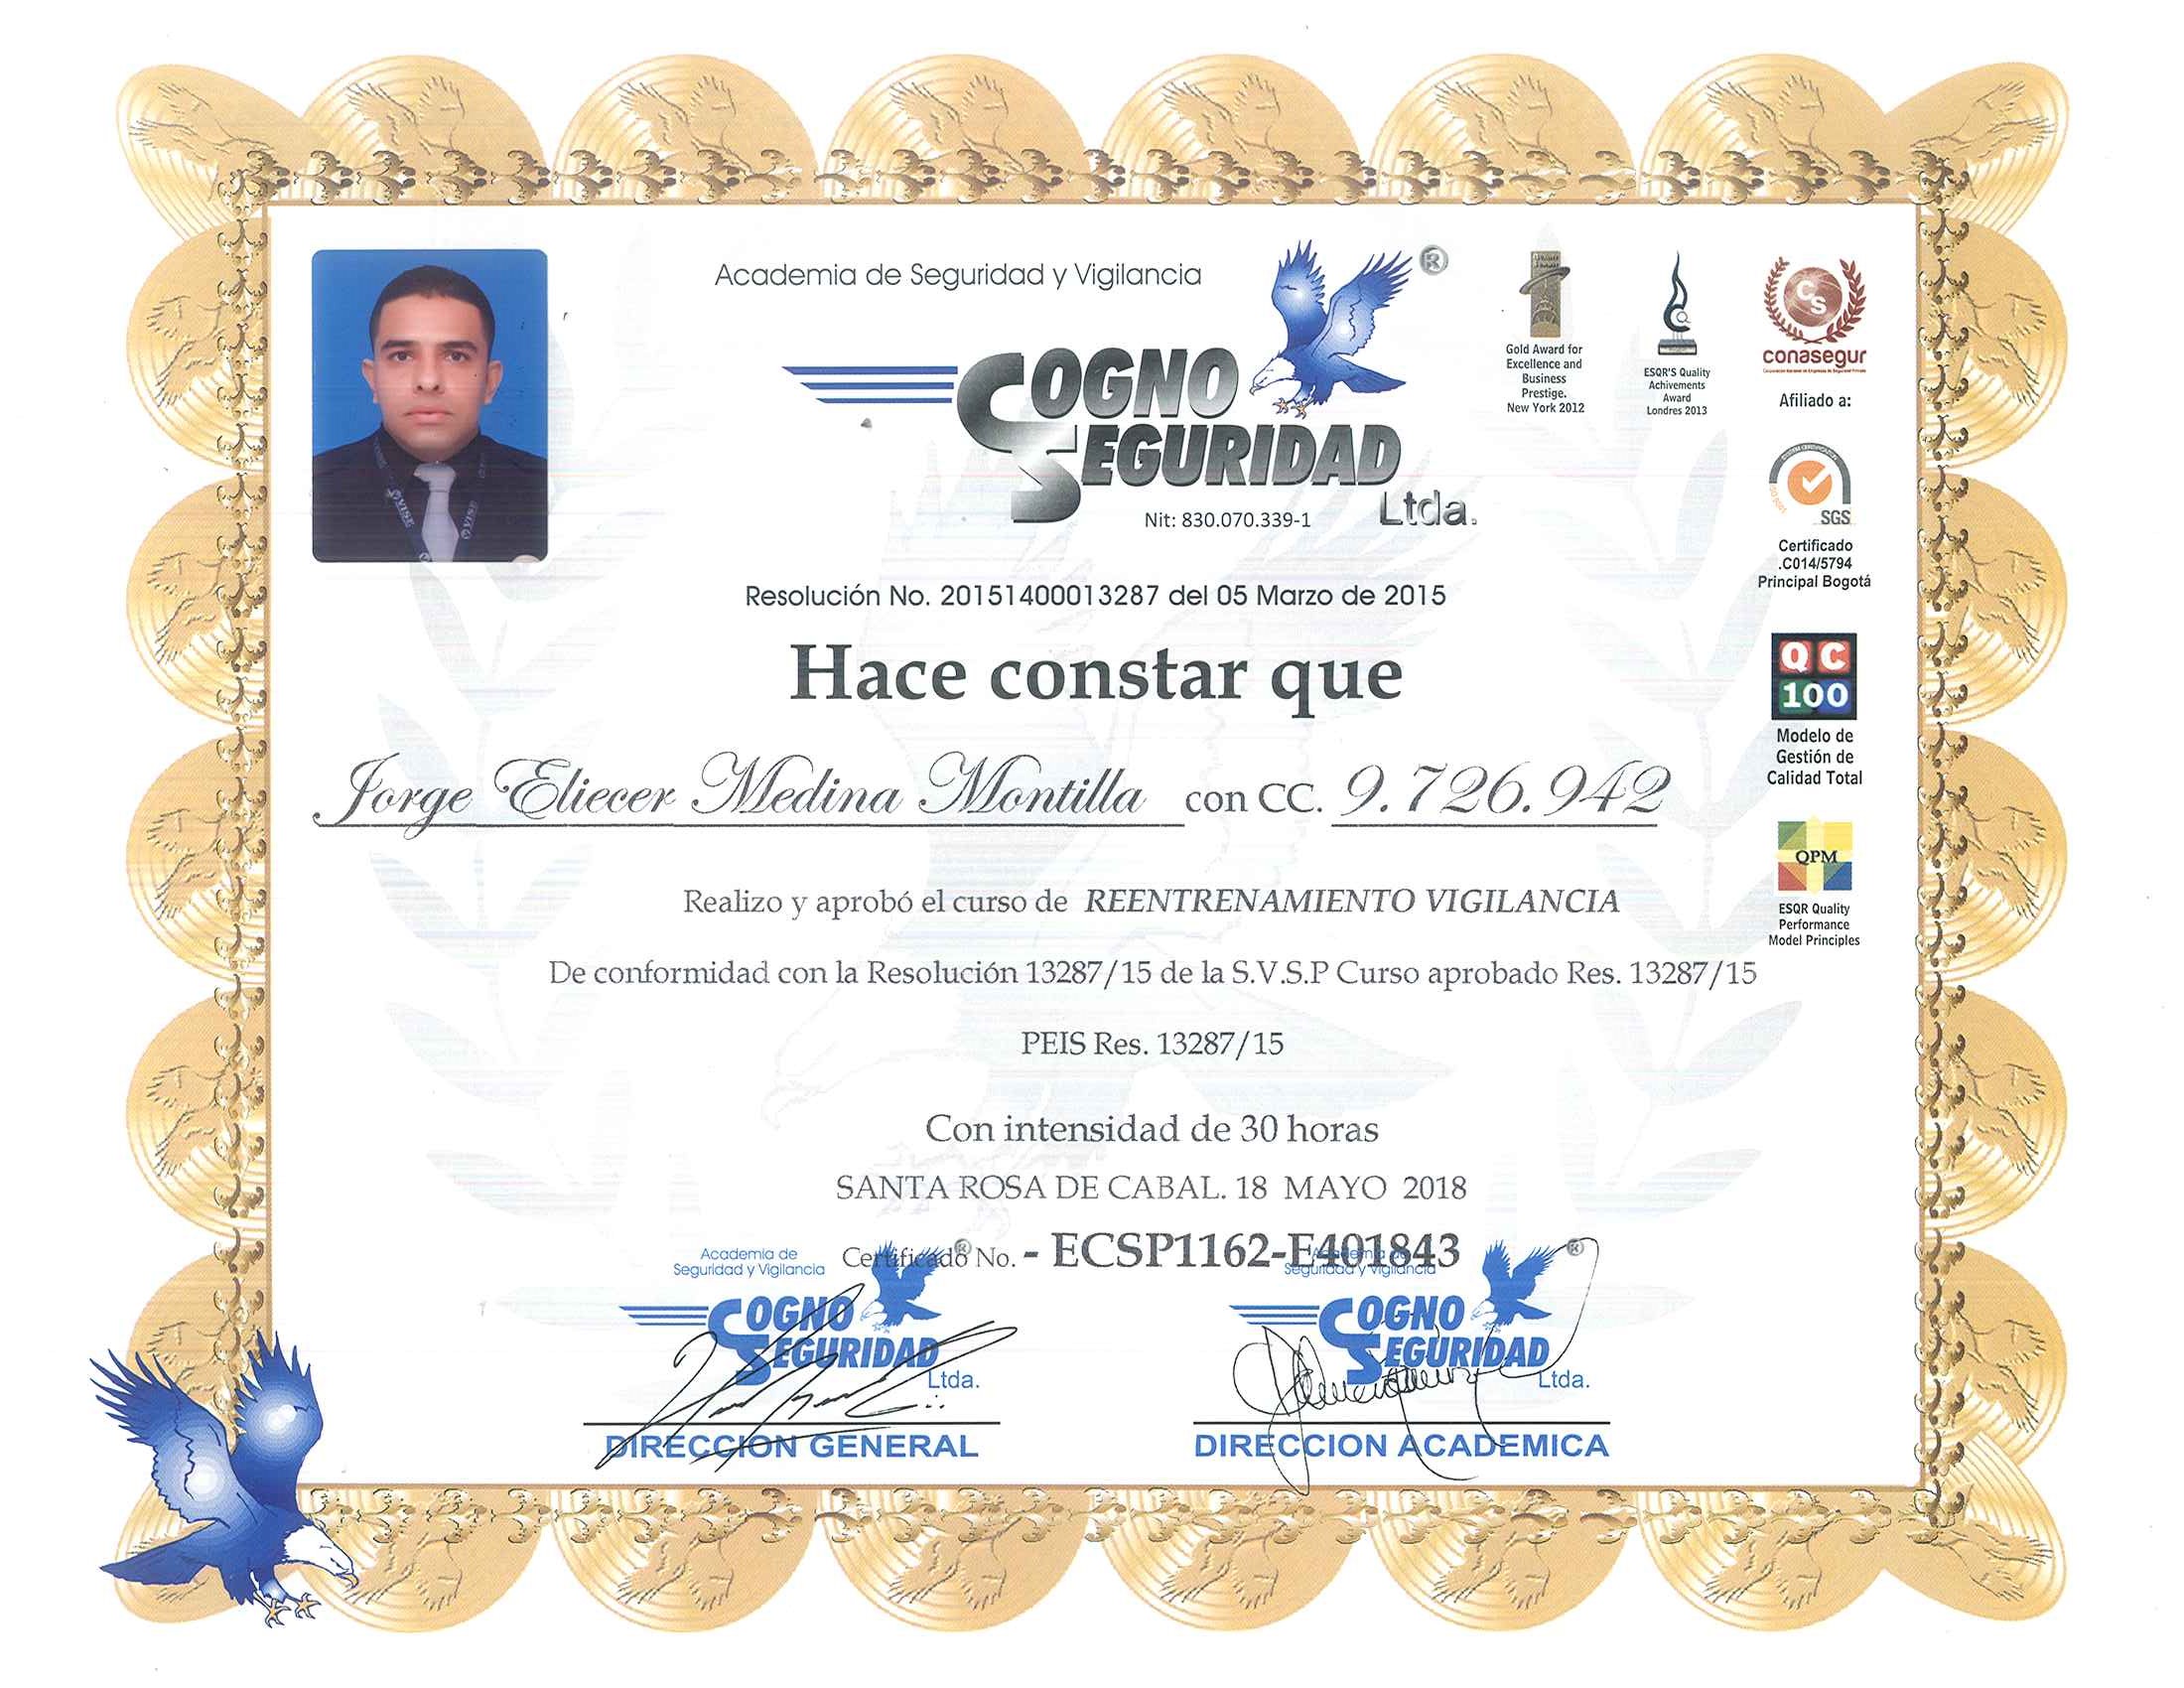 Academia de Seguridad y Vigilancia
COGNO
SEGURIDAD
Ltda.
®
Nit: 830.070.339-1
Gold Award for
Excellence and
Business
Prestige.
New York 2012
ESQR'S Quality
Achivements
Award
Londres 2013
CS
conasegur
Afiliado a:
SGS
Certificado
.C014/5794
Principal Bogotá
Resolución No. 20151400013287 del 05 Marzo de 2015
Hace constar que
QC
100
Modelo de
Gestión de
Calidad Total
Jorge Eliecer Medina Montilla con CC. 9.726.942
QPM
ESQR Quality
Performance
Model Principles
Realizo y aprobó el curso de REENTRENAMIENTO VIGILANCIA
De conformidad con la Resolución 13287/15 de la S.V.S.P Curso aprobado Res. 13287/15
PEIS Res. 13287/15
Con intensidad de 30 horas
SANTA ROSA DE CABAL. 18 MAYO 2018
Certificado No. - ECSP1162-E401843
Academia de
Seguridad y Vigilancia
®
COGNO
SEGURIDAD
Ltda.
DIRECCION GENERAL
Academia de
Seguridad y Vigilancia
®
COGNO
SEGURIDAD
Ltda.
DIRECCION ACADEMICA
VISE
VISE